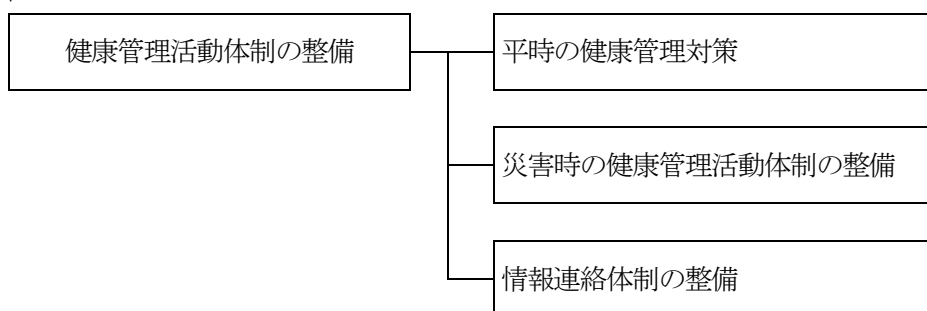 健康管理活動体制の整備
平時の健康管理対策
災害時の健康管理活動体制の整備
情報連絡体制の整備